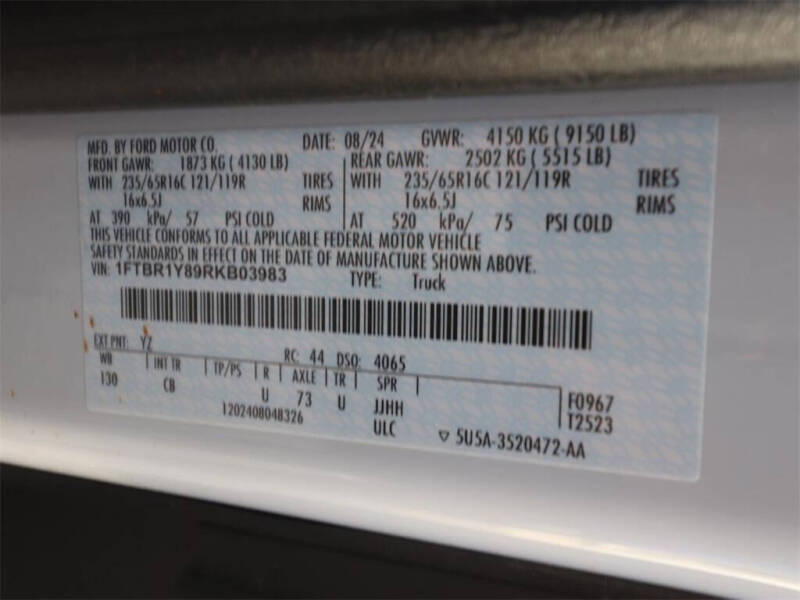 MFD. BY FORD MOTOR CO. DATE: 08/24 GVWR: 4150 KG ( 9150 LB)
FRONT GAWR: 1873 KG ( 4130 LB) REAR GAWR: 2502 KG ( 5515 LB)
WITH 235/65R16C 121/119R TIRES WITH 235/65R16C 121/119R TIRES
16x6.5J RIMS 16x6.5J RIMS
AT 390 kPa/ 57 PSI COLD AT 520 kPa/ 75 PSI COLD
THIS VEHICLE CONFORMS TO ALL APPLICABLE FEDERAL MOTOR VEHICLE
SAFETY STANDARDS IN EFFECT ON THE DATE OF MANUFACTURE SHOWN ABOVE.
VIN: 1FTBR1Y89RKB03983 TYPE: Truck
EXT PNT: YZ RC: 44 DSO: 4065
WB INT TR TP/PS R AXLE TR SPR
130 CB U 73 U JJHH F0967
1202408048326 ULC T2523
5U5A-3520472-AA